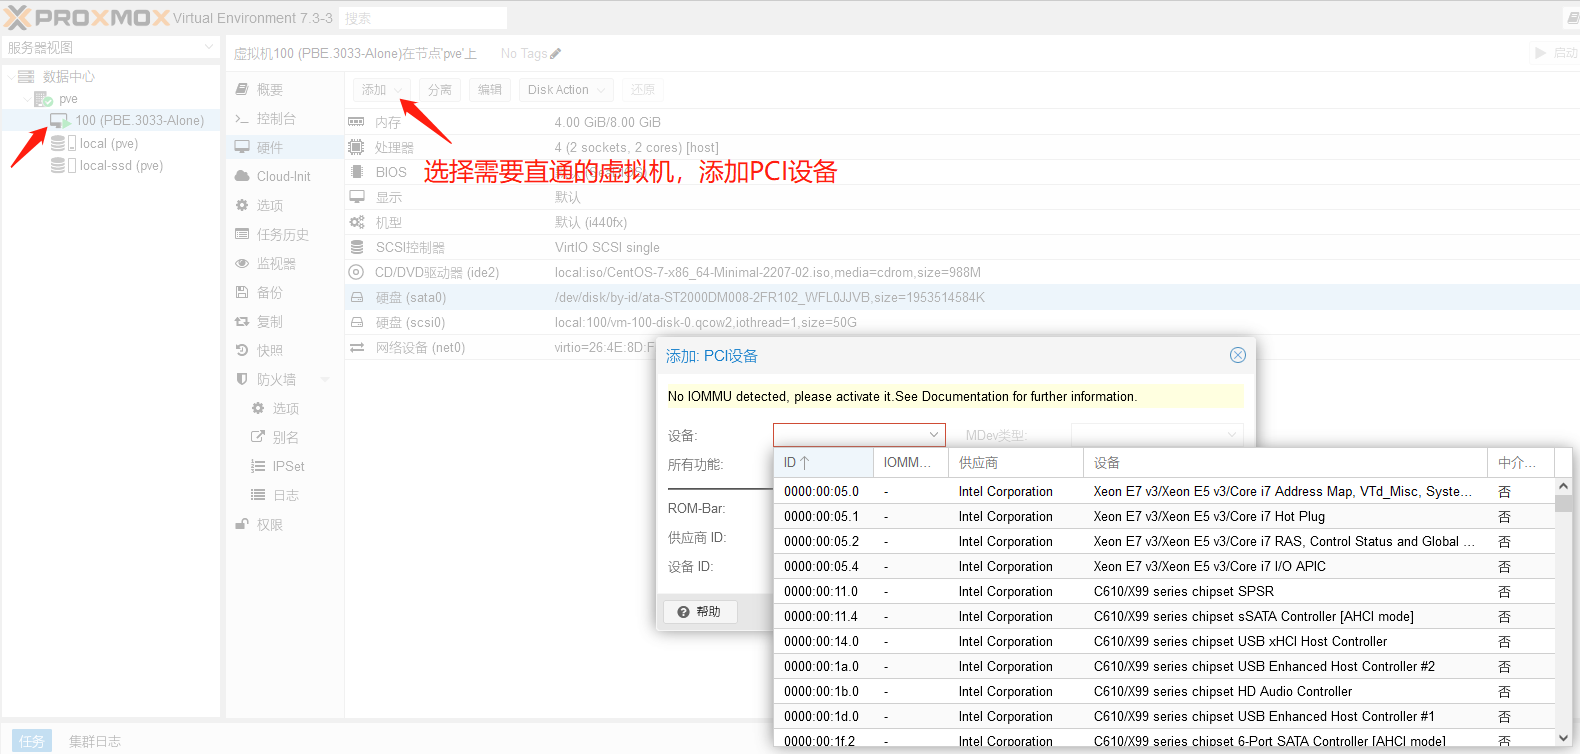 PROXMOX Virtual Environment 7.3-3 搜索
服务器视图
虚拟机100 (PBE.3033-Alone)在节点'pve'上 No Tags 启动
数据中心
pve
100 (PBE.3033-Alone)
local (pve)
local-ssd (pve)
概要
控制台
硬件
Cloud-Init
选项
任务历史
监视器
备份
复制
快照
防火墙
选项
别名
IPSet
日志
权限
添加 分离 编辑 Disk Action 还原
内存 4.00 GiB/8.00 GiB
处理器 4 (2 sockets, 2 cores) [host]
BIOS
选择需要直通的虚拟机，添加PCI设备
显示 默认
机型 默认 (i440fx)
SCSI控制器 VirtIO SCSI single
CD/DVD驱动器 (ide2) local:iso/CentOS-7-x86_64-Minimal-2207-02.iso,media=cdrom,size=988M
硬盘 (sata0) /dev/disk/by-id/ata-ST2000DM008-2FR102_WFL0JJVB,size=1953514584K
硬盘 (scsi0) local:100/vm-100-disk-0.qcow2,iothread=1,size=50G
网络设备 (net0) virtio=26:4E:8D:F
添加: PCI设备
No IOMMU detected, please activate it.See Documentation for further information.
设备: MDev类型:
所有功能:
ROM-Bar:
供应商 ID:
设备 ID:
帮助
ID IOMM... 供应商 设备 中介...
0000:00:05.0 - Intel Corporation Xeon E7 v3/Xeon E5 v3/Core i7 Address Map, VTd_Misc, Syste... 否
0000:00:05.1 - Intel Corporation Xeon E7 v3/Xeon E5 v3/Core i7 Hot Plug 否
0000:00:05.2 - Intel Corporation Xeon E7 v3/Xeon E5 v3/Core i7 RAS, Control Status and Global ... 否
0000:00:05.4 - Intel Corporation Xeon E7 v3/Xeon E5 v3/Core i7 I/O APIC 否
0000:00:11.0 - Intel Corporation C610/X99 series chipset SPSR 否
0000:00:11.4 - Intel Corporation C610/X99 series chipset sSATA Controller [AHCI mode] 否
0000:00:14.0 - Intel Corporation C610/X99 series chipset USB xHCI Host Controller 否
0000:00:1a.0 - Intel Corporation C610/X99 series chipset USB Enhanced Host Controller #2 否
0000:00:1b.0 - Intel Corporation C610/X99 series chipset HD Audio Controller 否
0000:00:1d.0 - Intel Corporation C610/X99 series chipset USB Enhanced Host Controller #1 否
0000:00:1f.2 - Intel Corporation C610/X99 series chipset 6-Port SATA Controller [AHCI mode] 否
任务 集群日志